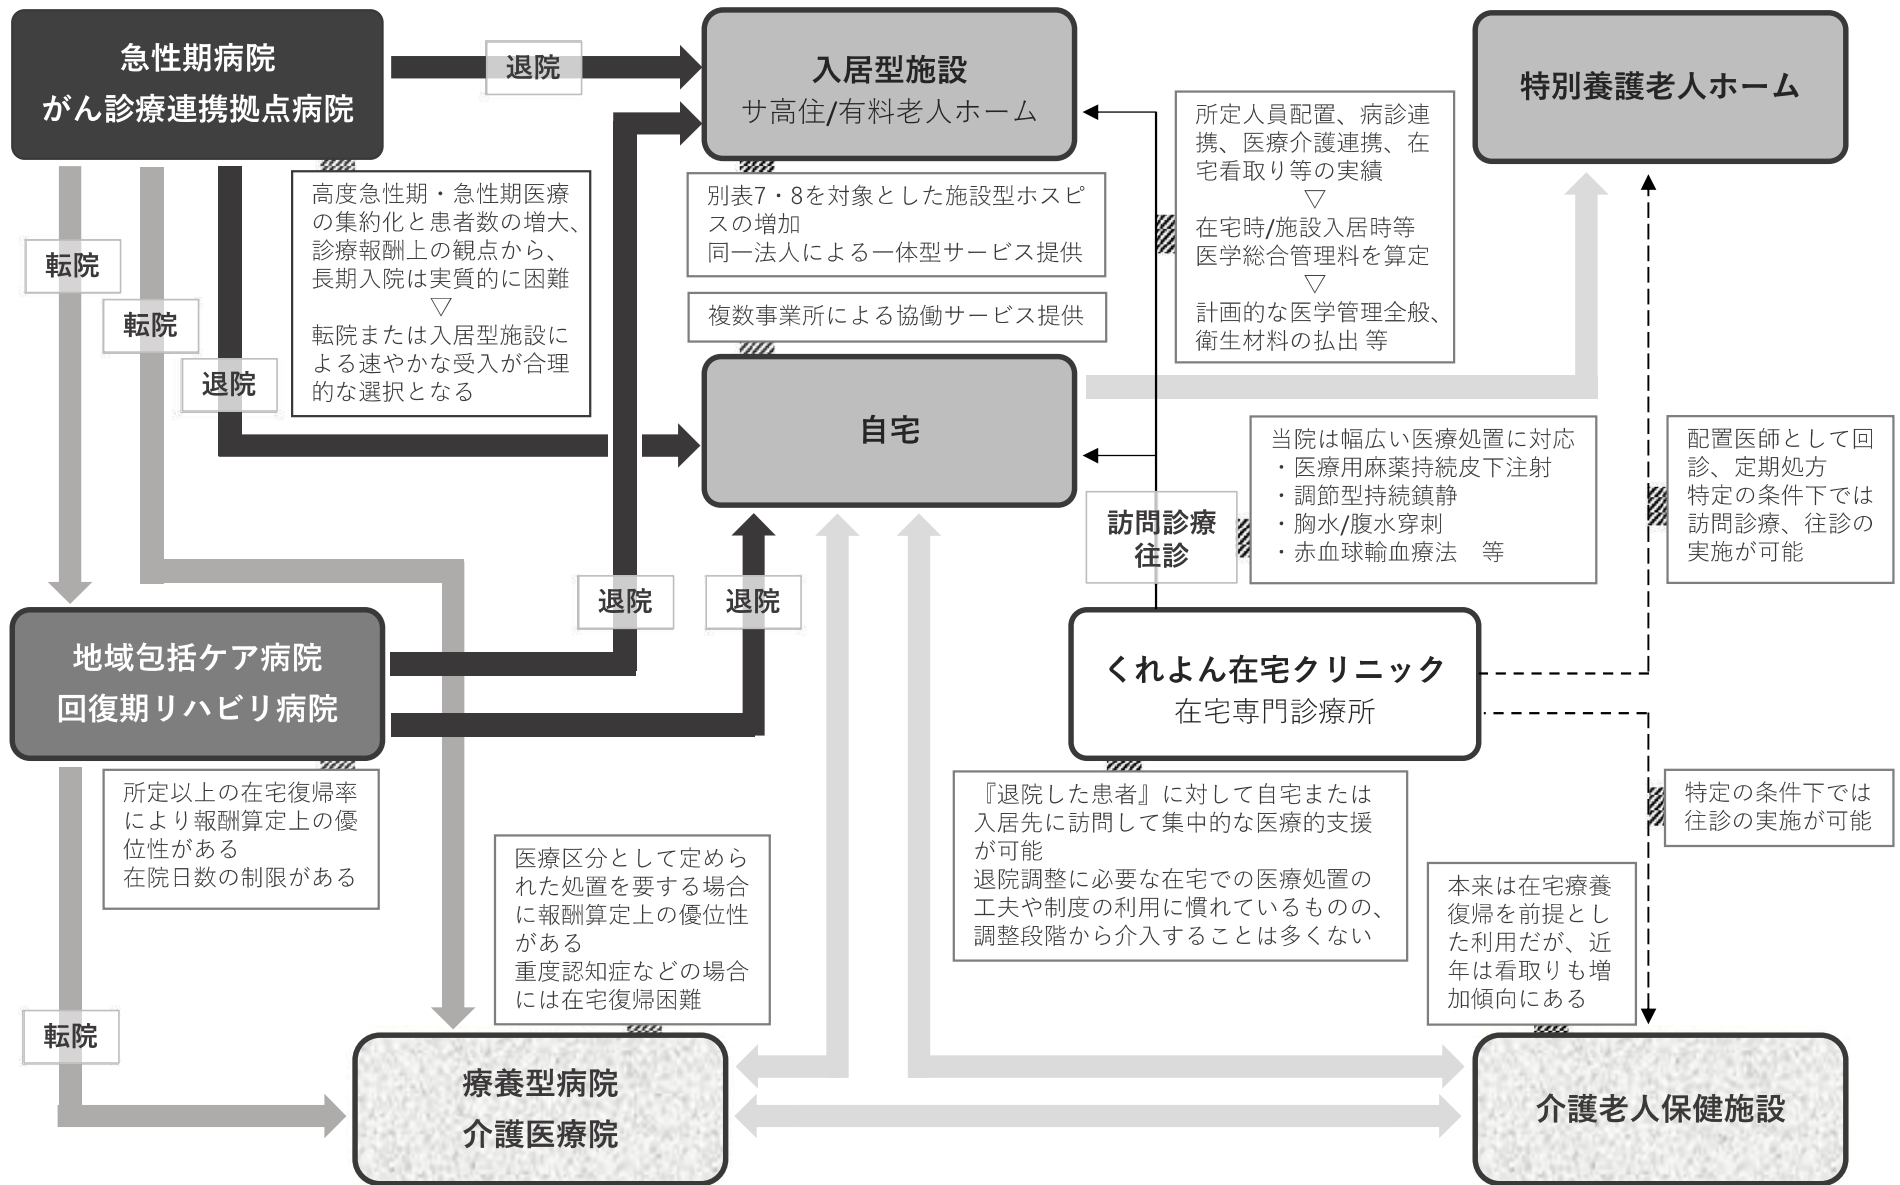 急性期病院
がん診療連携拠点病院
退院
入居型施設
サ高住/有料老人ホーム
特別養護老人ホーム
所定人員配置、病診連
携、医療介護連携、在
宅看取り等の実績
▽
在宅時/施設入居時等
医学総合管理料を算定
▽
計画的な医学管理全般、
衛生材料の払出 等
高度急性期・急性期医療
の集約化と患者数の増大、
診療報酬上の観点から、
長期入院は実質的に困難
▽
転院または入居型施設に
よる速やかな受入が合理
的な選択となる
別表7・8を対象とした施設型ホスピ
スの増加
同一法人による一体型サービス提供
複数事業所による協働サービス提供
転院
転院
退院
自宅
当院は幅広い医療処置に対応
・医療用麻薬持続皮下注射
・調節型持続鎮静
・胸水/腹水穿刺
・赤血球輸血療法　等
配置医師として回
診、定期処方
特定の条件下では
訪問診療、往診の
実施が可能
訪問診療
往診
退院
退院
地域包括ケア病院
回復期リハビリ病院
くれよん在宅クリニック
在宅専門診療所
所定以上の在宅復帰率
により報酬算定上の優
位性がある
在院日数の制限がある
『退院した患者』に対して自宅または
入居先に訪問して集中的な医療的支援
が可能
退院調整に必要な在宅での医療処置の
工夫や制度の利用に慣れているものの、
調整段階から介入することは多くない
特定の条件下では
往診の実施が可能
医療区分として定めら
れた処置を要する場合
に報酬算定上の優位性
がある
重度認知症などの場合
には在宅復帰困難
本来は在宅療養
復帰を前提とし
た利用だが、近
年は看取りも増
加傾向にある
転院
療養型病院
介護医療院
介護老人保健施設